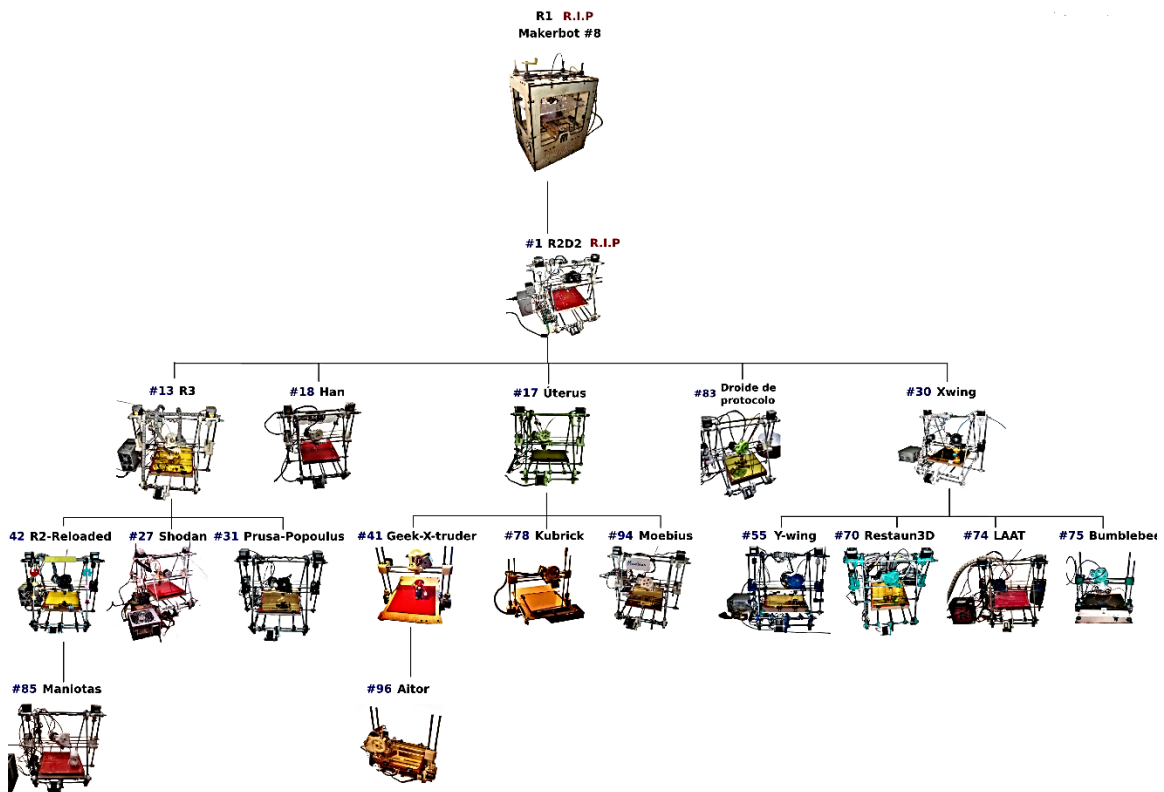 R1 R.I.P
Makerbot #8
#1 R2D2 R.I.P
#13 R3
#18 Han
#17 Úterus
#83 Droide de
protocolo
#30 Xwing
42 R2-Reloaded
#27 Shodan
#31 Prusa-Popoulus
#41 Geek-X-truder
#78 Kubrick
#94 Moebius
#55 Y-wing
#70 Restaun3D
#74 LAAT
#75 Bumblebee
#85 Maniotas
#96 Aitor